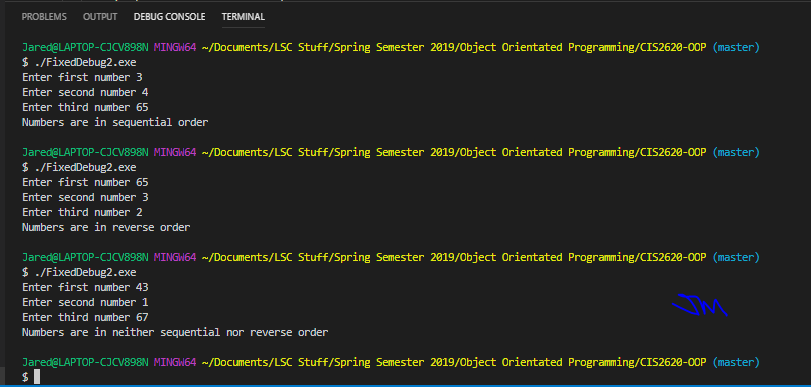 PROBLEMS OUTPUT DEBUG CONSOLE TERMINAL
Jared@LAPTOP-CJCV898N MINGW64 ~/Documents/LSC Stuff/Spring Semester 2019/Object Orientated Programming/CIS2620-OOP (master)
$ ./FixedDebug2.exe
Enter first number 3
Enter second number 4
Enter third number 65
Numbers are in sequential order
Jared@LAPTOP-CJCV898N MINGW64 ~/Documents/LSC Stuff/Spring Semester 2019/Object Orientated Programming/CIS2620-OOP (master)
$ ./FixedDebug2.exe
Enter first number 65
Enter second number 3
Enter third number 2
Numbers are in reverse order
Jared@LAPTOP-CJCV898N MINGW64 ~/Documents/LSC Stuff/Spring Semester 2019/Object Orientated Programming/CIS2620-OOP (master)
$ ./FixedDebug2.exe
Enter first number 43
Enter second number 1
Enter third number 67
Numbers are in neither sequential nor reverse order
Jared@LAPTOP-CJCV898N MINGW64 ~/Documents/LSC Stuff/Spring Semester 2019/Object Orientated Programming/CIS2620-OOP (master)
$